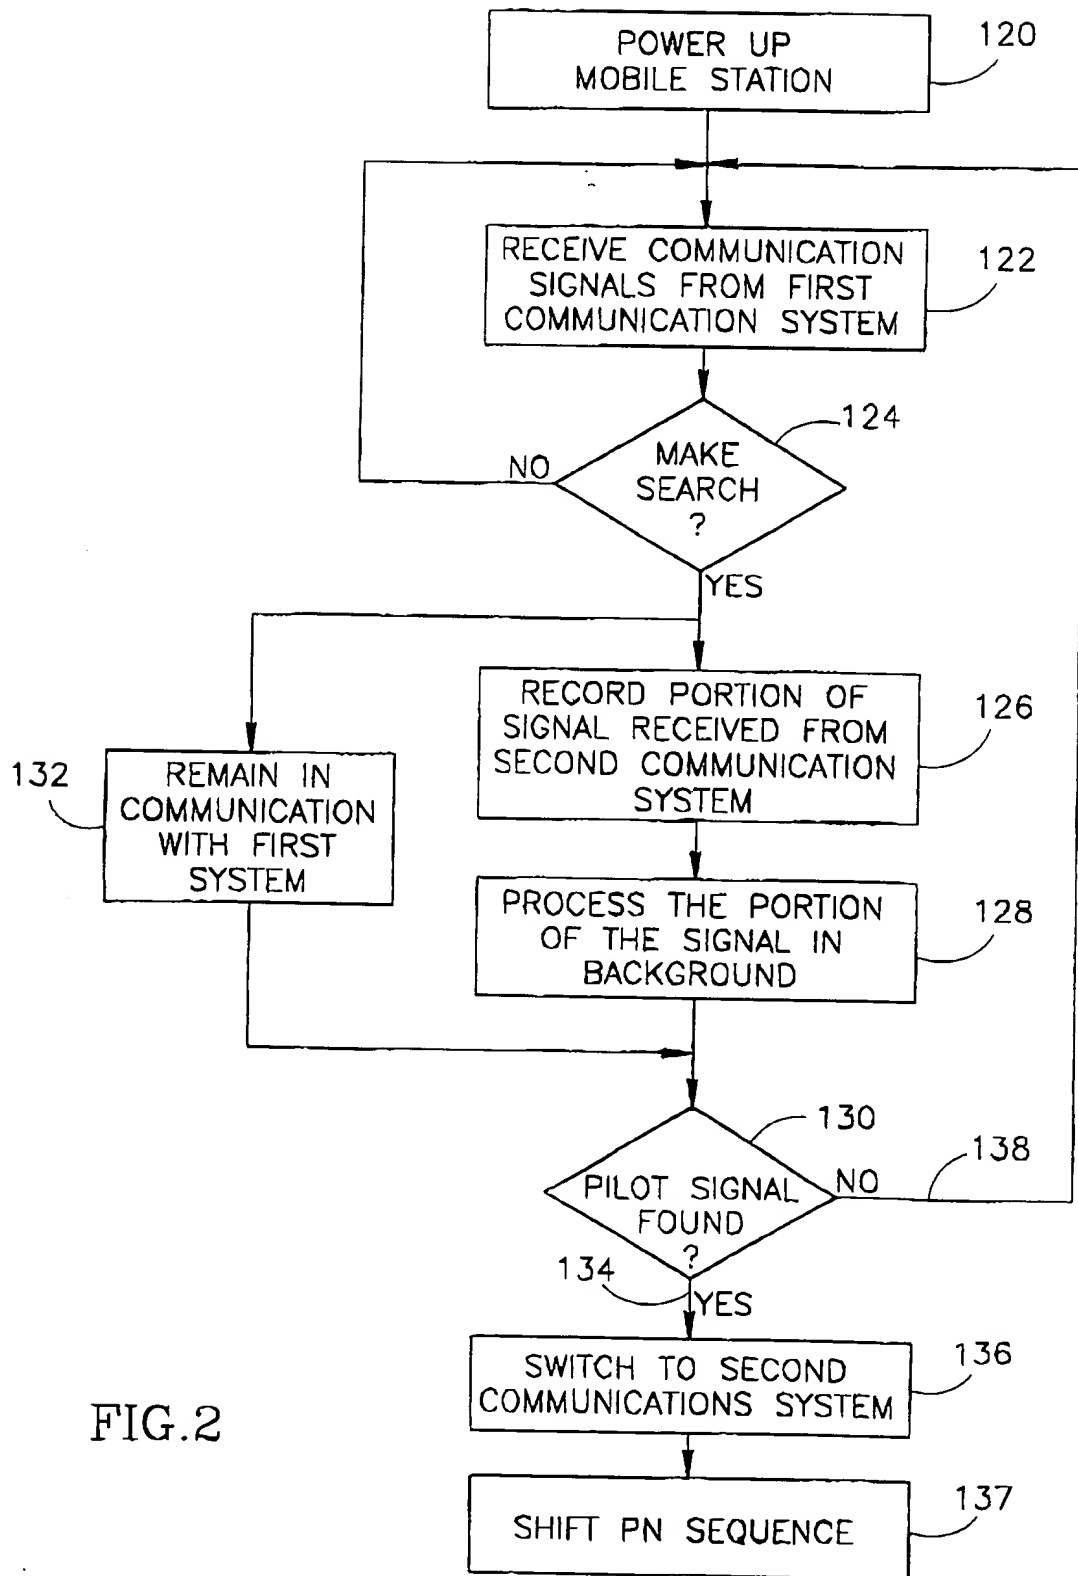 POWER UP
MOBILE STATION
120
RECEIVE COMMUNICATION
SIGNALS FROM FIRST
COMMUNICATION SYSTEM
122
124
MAKE
SEARCH
?
NO
YES
RECORD PORTION OF
SIGNAL RECEIVED FROM
SECOND COMMUNICATION
SYSTEM
126
132
REMAIN IN
COMMUNICATION
WITH FIRST
SYSTEM
PROCESS THE PORTION
OF THE SIGNAL IN
BACKGROUND
128
130
PILOT SIGNAL
FOUND
?
NO
138
134
YES
SWITCH TO SECOND
COMMUNICATIONS SYSTEM
136
FIG.2
SHIFT PN SEQUENCE
137